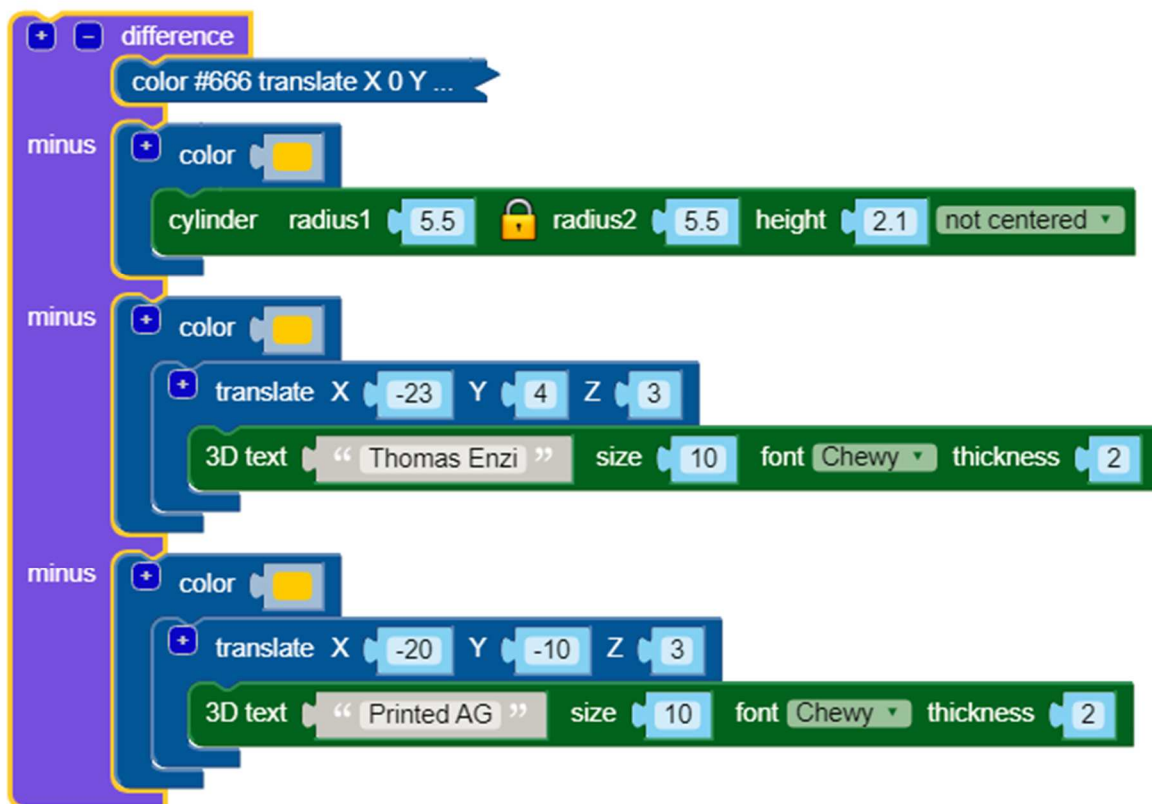 + - difference
color #666 translate X 0 Y ...
minus + color
cylinder radius1 5.5 radius2 5.5 height 2.1 not centered ▾
minus + color
+ translate X -23 Y 4 Z 3
3D text “ Thomas Enzi ” size 10 font Chewy ▾ thickness 2
minus + color
+ translate X -20 Y -10 Z 3
3D text “ Printed AG ” size 10 font Chewy ▾ thickness 2